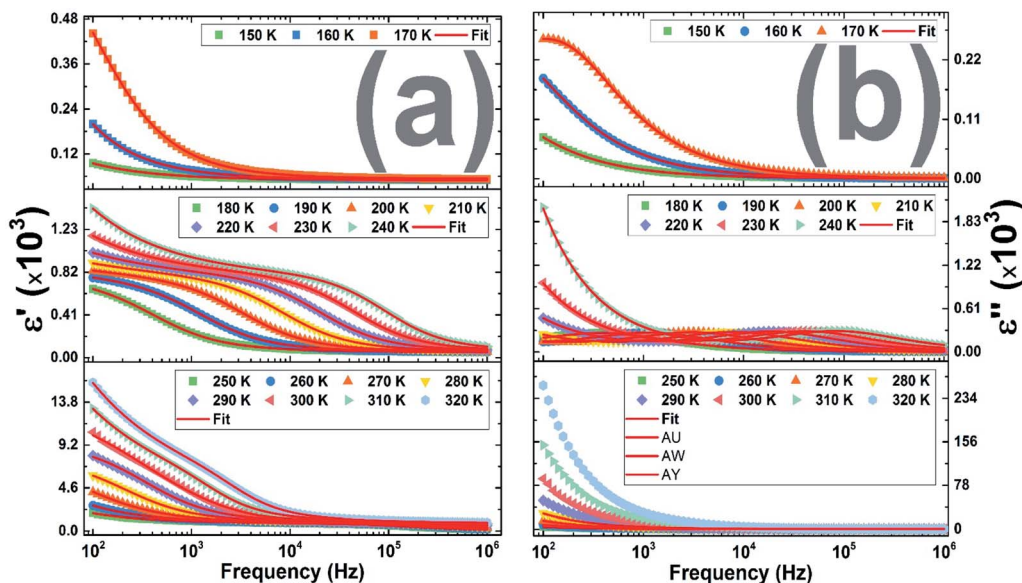 0.48
0.36
0.24
0.12
150 K 160 K 170 K Fit
(a)
1.23
0.82
0.41
0.00
180 K 190 K 200 K 210 K
220 K 230 K 240 K Fit
13.8
9.2
4.6
0.0
250 K 260 K 270 K 280 K
290 K 300 K 310 K 320 K
Fit
ε' (×10³)
10² 10³ 10⁴ 10⁵ 10⁶
Frequency (Hz)
150 K 160 K 170 K Fit
(b)
0.22
0.11
0.00
180 K 190 K 200 K 210 K
220 K 230 K 240 K Fit
1.83
1.22
0.61
0.00
250 K 260 K 270 K 280 K
290 K 300 K 310 K 320 K
Fit
AU
AW
AY
234
156
78
0
ε'' (×10³)
10² 10³ 10⁴ 10⁵ 10⁶
Frequency (Hz)